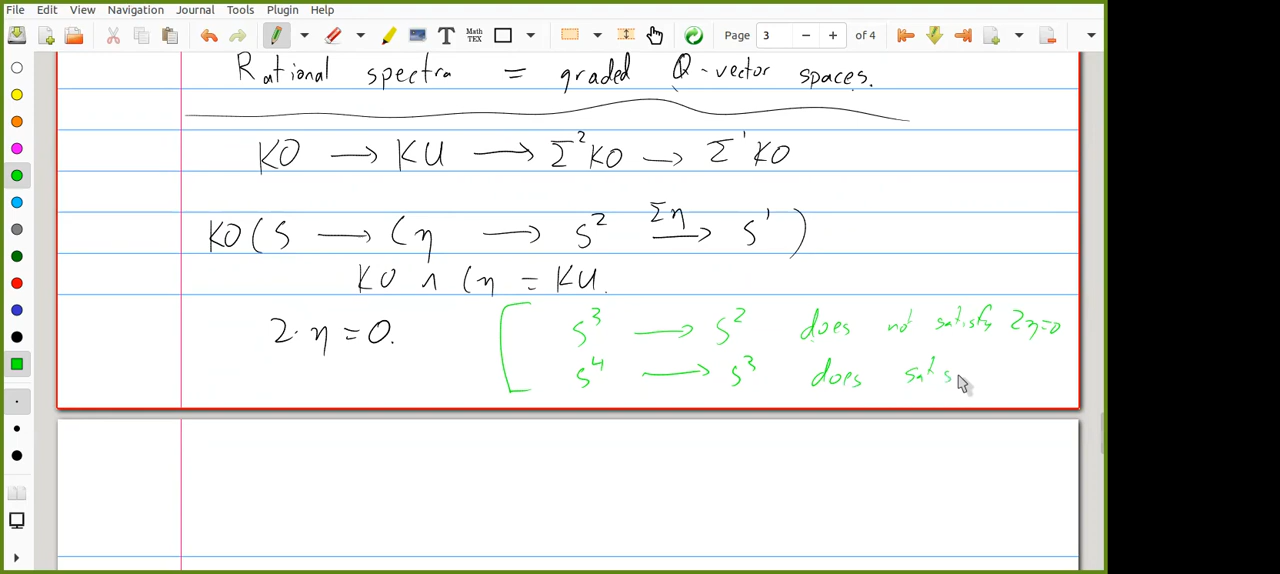 File Edit View Navigation Journal Tools Plugin Help
Page 3 of 4
Rational spectra = graded Q-vector spaces.
KO → KU → Σ²KO → Σ¹KO
KO(S → Cη → S² →^{Ση} S¹)
KO ∧ Cη = KU.
2·η = 0. [ S³ → S² does not satisfy 2η=0
S⁴ → S³ does satis